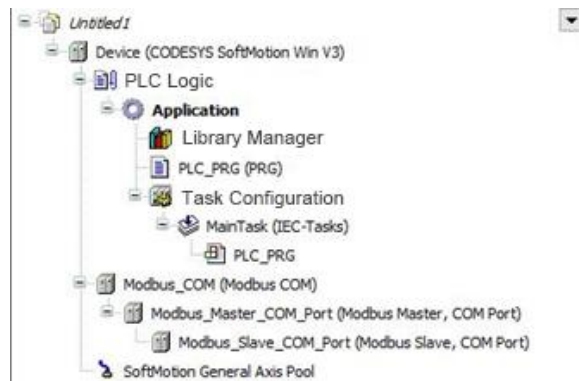 Untitled1
Device (CODESYS SoftMotion Win V3)
PLC Logic
Application
Library Manager
PLC_PRG (PRG)
Task Configuration
MainTask (IEC-Tasks)
PLC_PRG
Modbus_COM (Modbus COM)
Modbus_Master_COM_Port (Modbus Master, COM Port)
Modbus_Slave_COM_Port (Modbus Slave, COM Port)
SoftMotion General Axis Pool